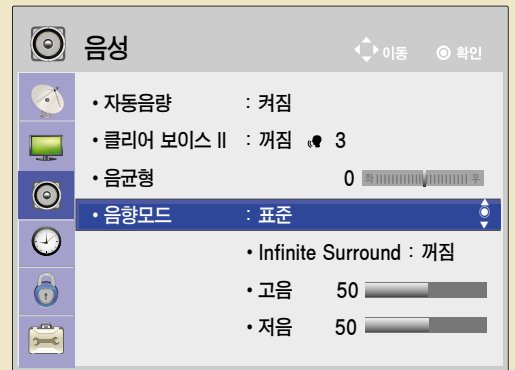 음성 이동 확인
• 자동음량 : 켜짐
• 클리어 보이스 II : 꺼짐 3
• 음균형 0 좌 우
• 음향모드 : 표준
• Infinite Surround : 꺼짐
• 고음 50
• 저음 50